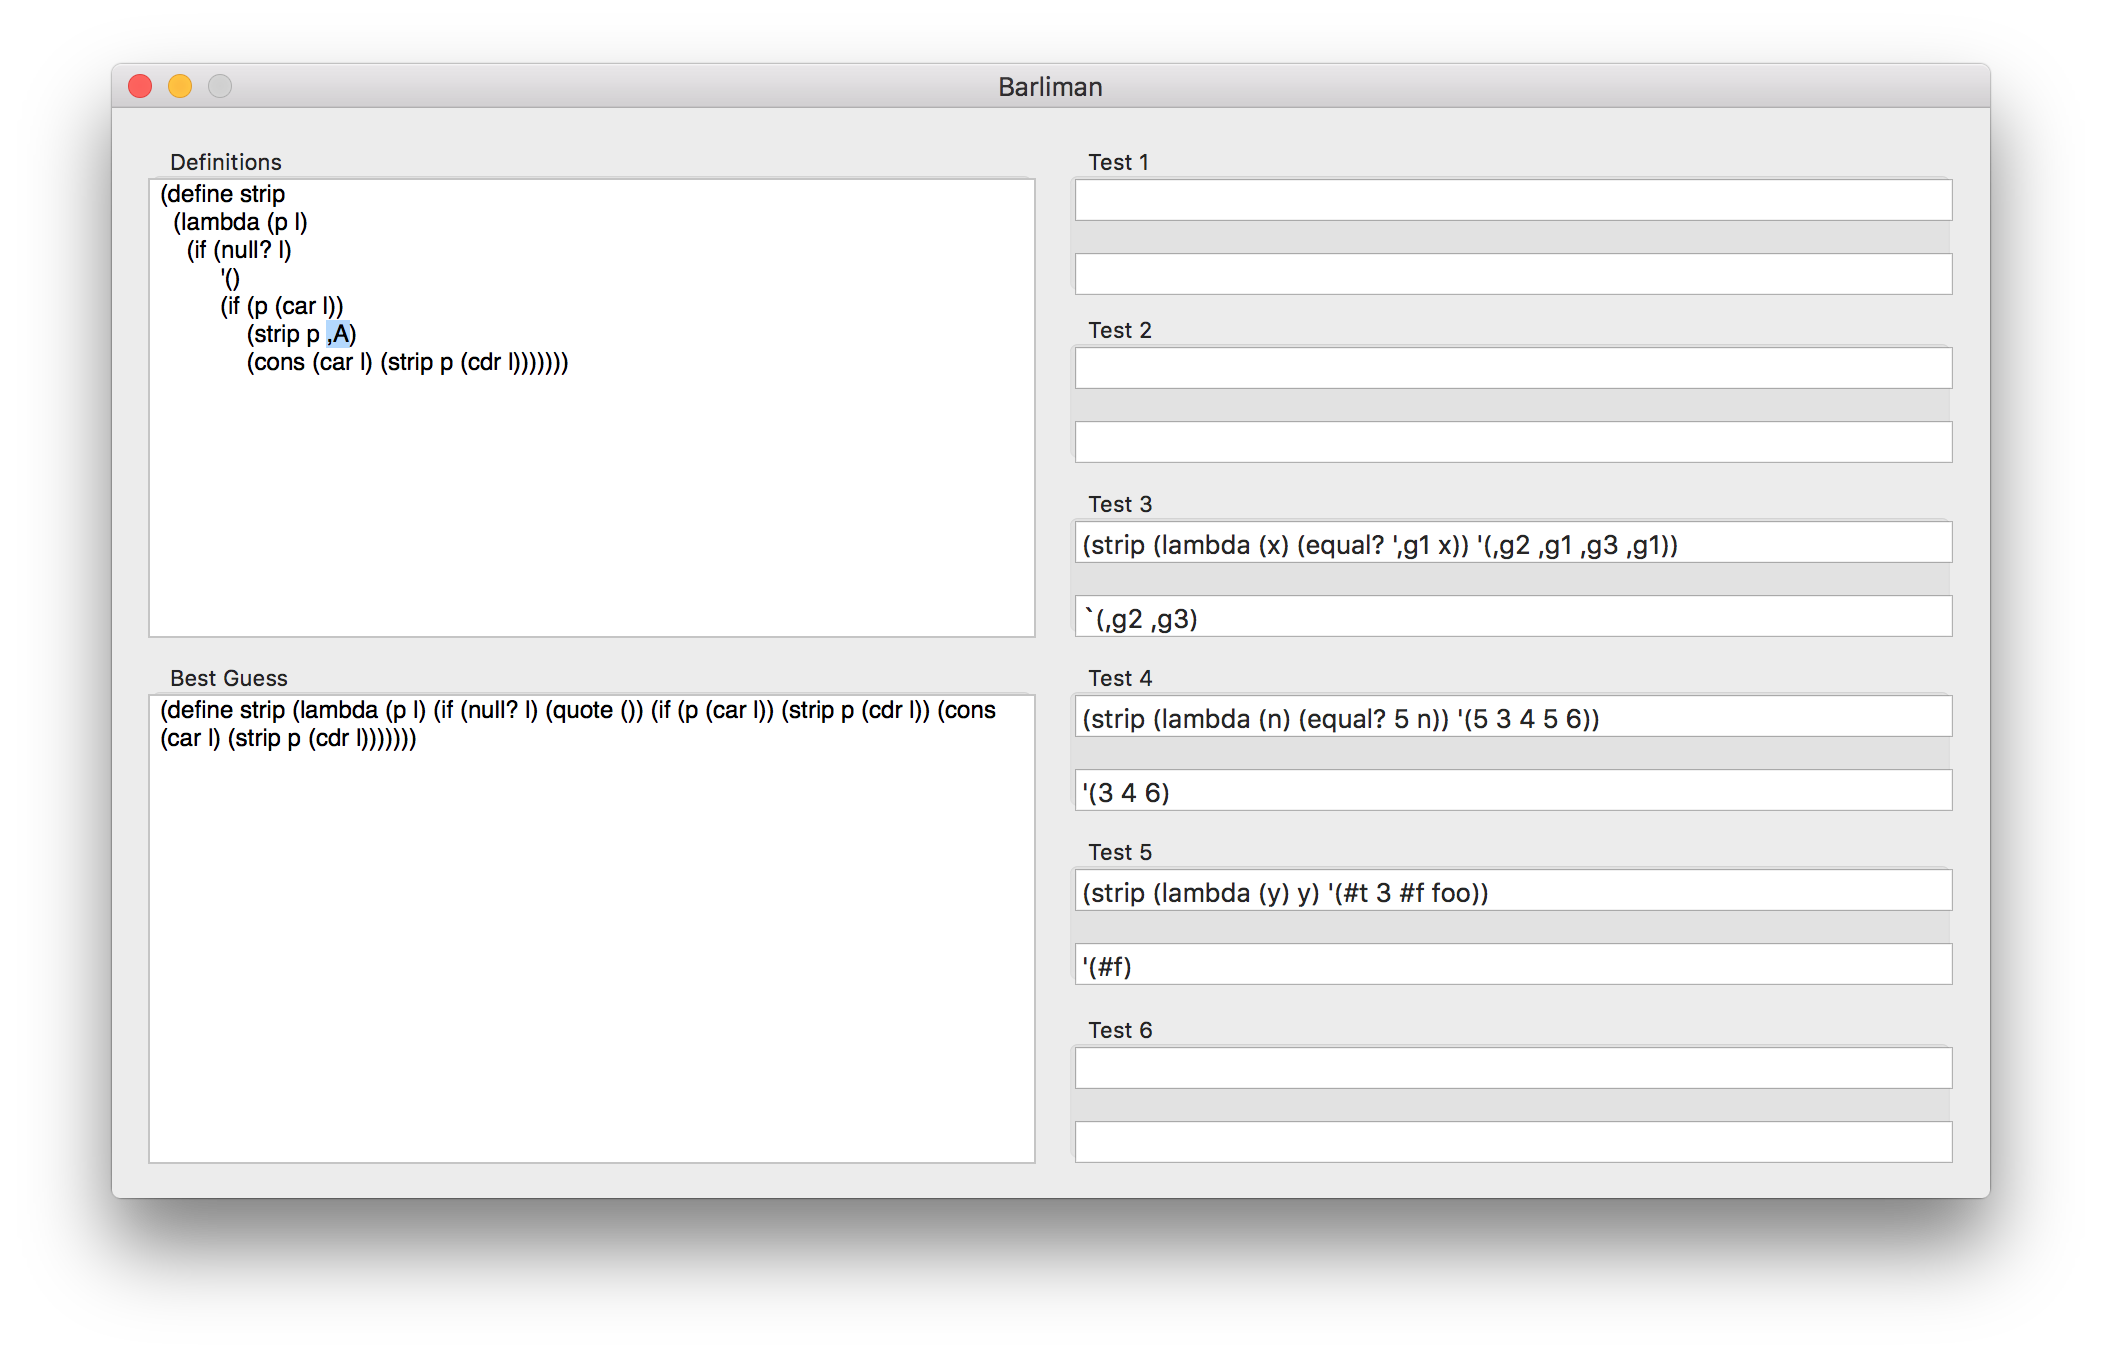 Barliman
Definitions
(define strip
(lambda (p l)
(if (null? l)
'()
(if (p (car l))
(strip p ,A)
(cons (car l) (strip p (cdr l)))))))
Best Guess
(define strip (lambda (p l) (if (null? l) (quote ()) (if (p (car l)) (strip p (cdr l)) (cons
(car l) (strip p (cdr l)))))))
Test 1
Test 2
Test 3
(strip (lambda (x) (equal? ',g1 x)) '(,g2 ,g1 ,g3 ,g1))
`(,g2 ,g3)
Test 4
(strip (lambda (n) (equal? 5 n)) '(5 3 4 5 6))
'(3 4 6)
Test 5
(strip (lambda (y) y) '(#t 3 #f foo))
'(#f)
Test 6